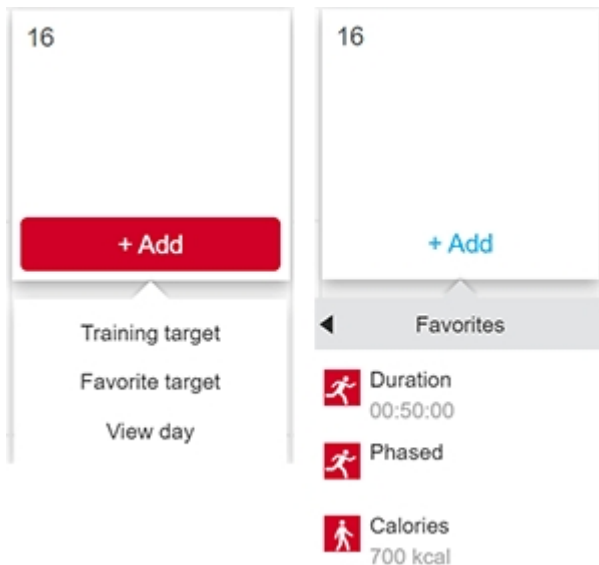 16
+ Add
Training target
Favorite target
View day
16
+ Add
Favorites
Duration
00:50:00
Phased
Calories
700 kcal